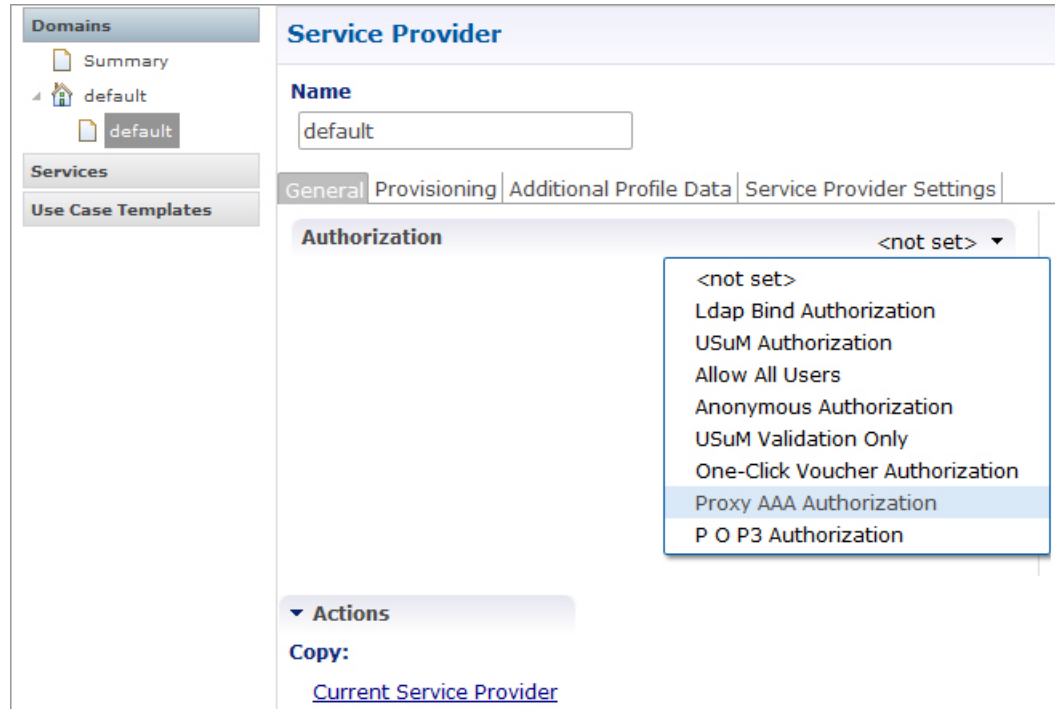 Domains
Summary
default
default
Services
Use Case Templates
Service Provider
Name
default
General Provisioning Additional Profile Data Service Provider Settings
Authorization <not set>
<not set>
Ldap Bind Authorization
USuM Authorization
Allow All Users
Anonymous Authorization
USuM Validation Only
One-Click Voucher Authorization
Proxy AAA Authorization
P O P3 Authorization
Actions
Copy:
Current Service Provider